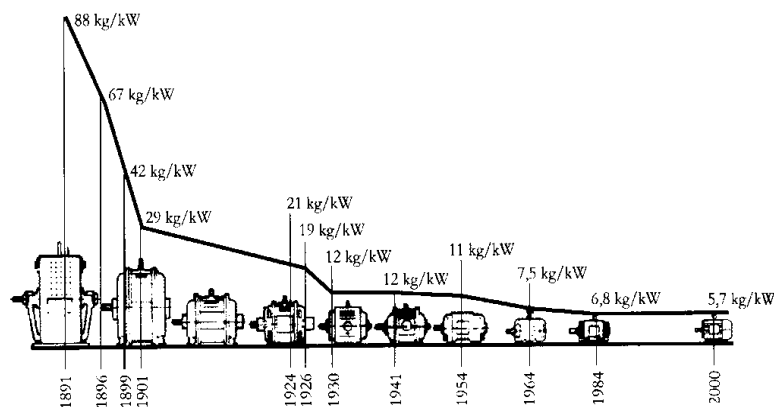 88 kg/kW
67 kg/kW
42 kg/kW
29 kg/kW
21 kg/kW
19 kg/kW
12 kg/kW
12 kg/kW
11 kg/kW
7,5 kg/kW
6,8 kg/kW
5,7 kg/kW
1891
1896
1899
1901
1924
1926
1930
1941
1954
1964
1984
2000